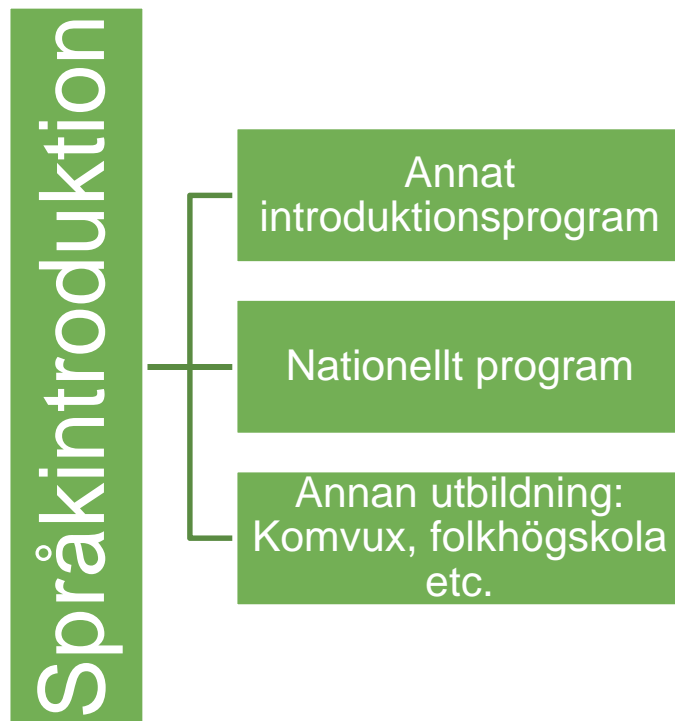 Språkintroduktion
Annat
introduktionsprogram
Nationellt program
Annan utbildning:
Komvux, folkhögskola
etc.